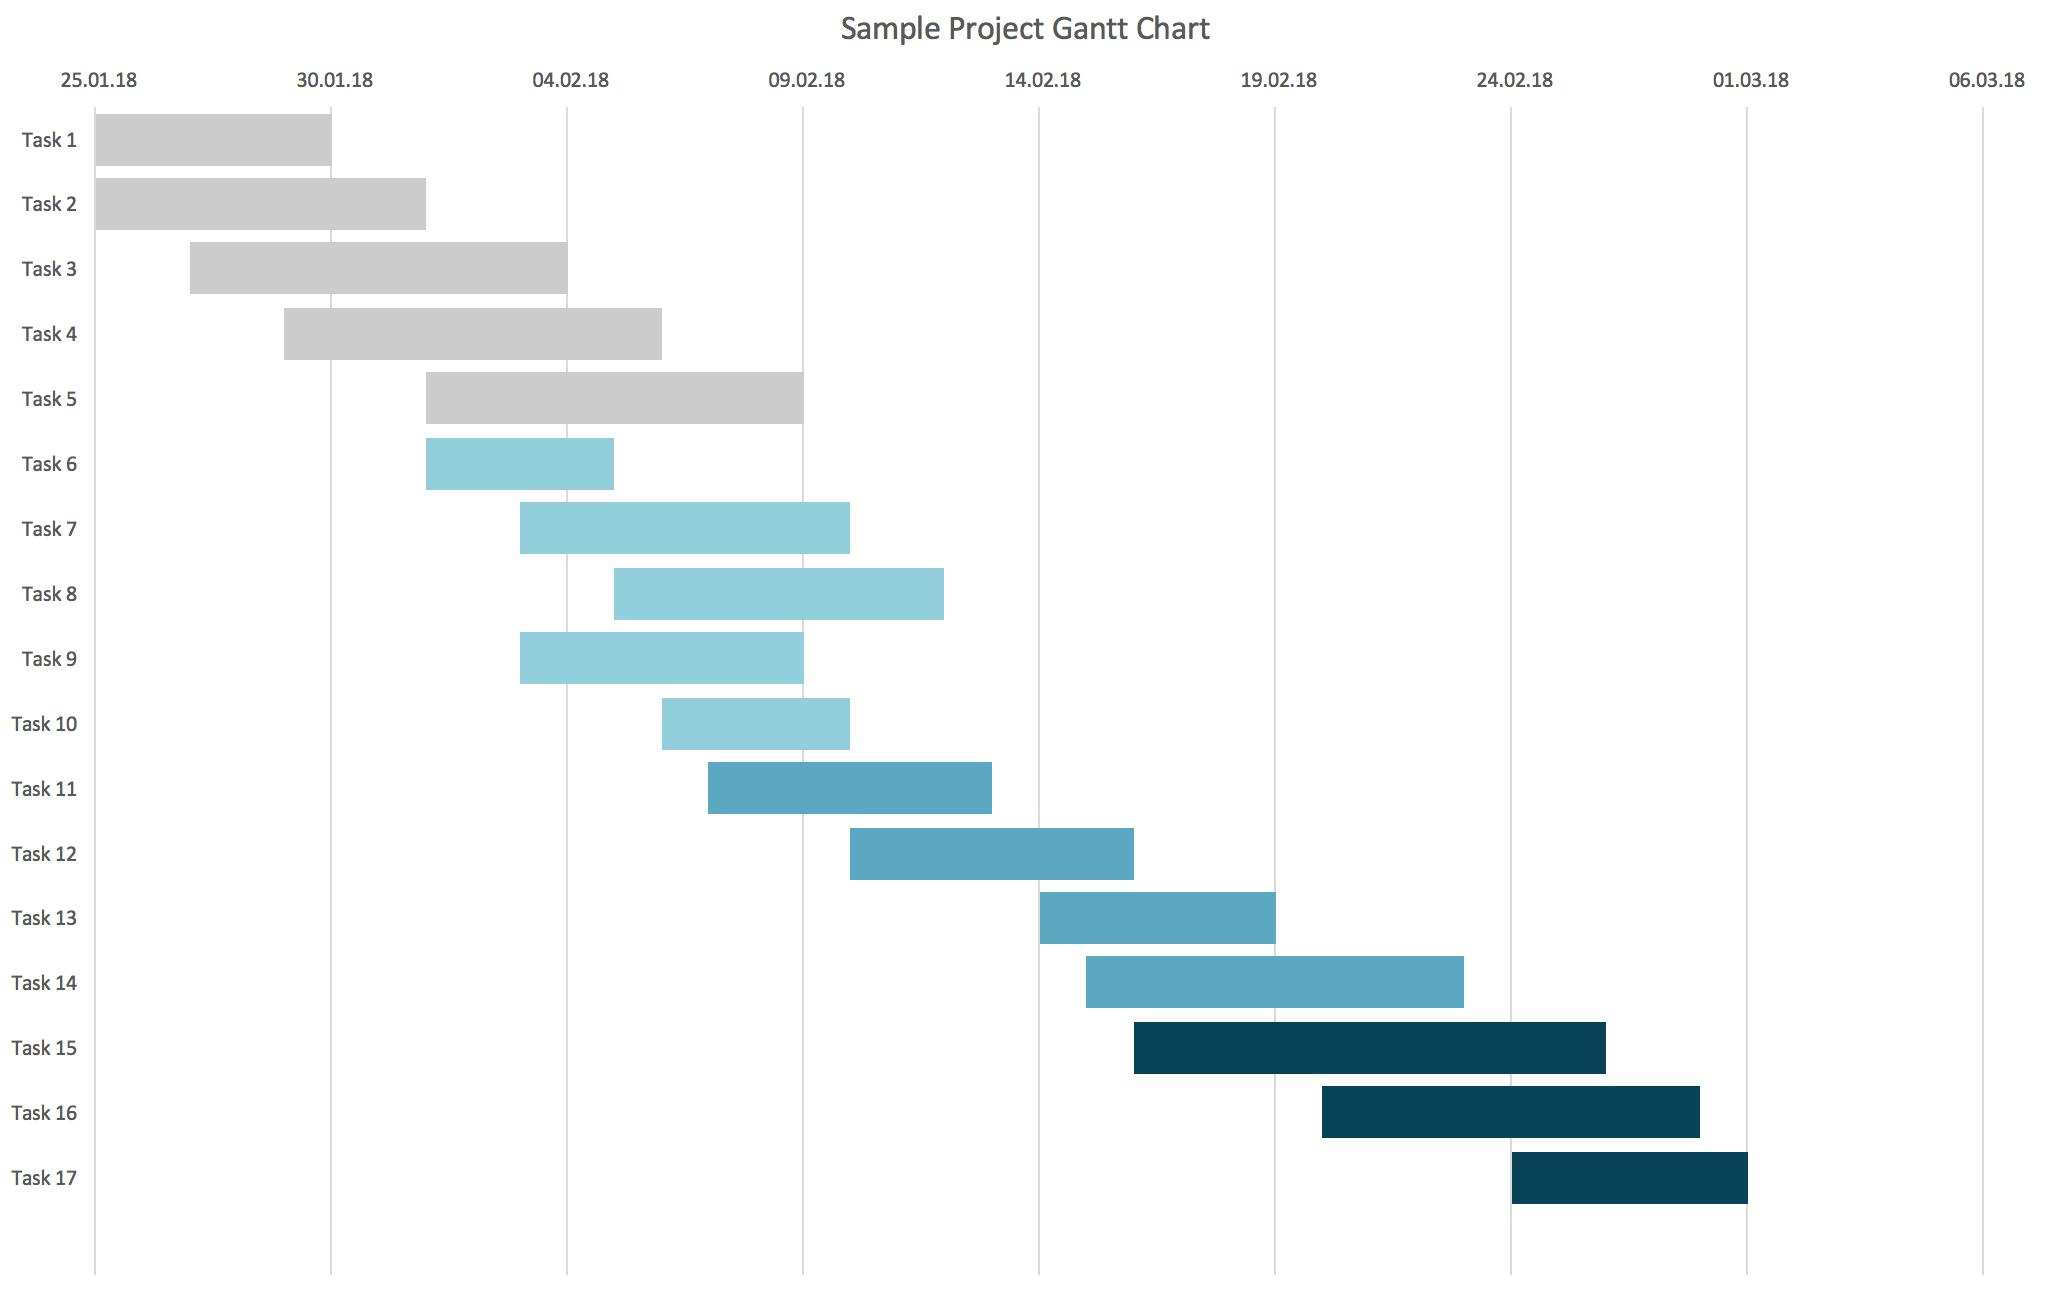 Sample Project Gantt Chart
25.01.18 30.01.18 04.02.18 09.02.18 14.02.18 19.02.18 24.02.18 01.03.18 06.03.18
Task 1
Task 2
Task 3
Task 4
Task 5
Task 6
Task 7
Task 8
Task 9
Task 10
Task 11
Task 12
Task 13
Task 14
Task 15
Task 16
Task 17